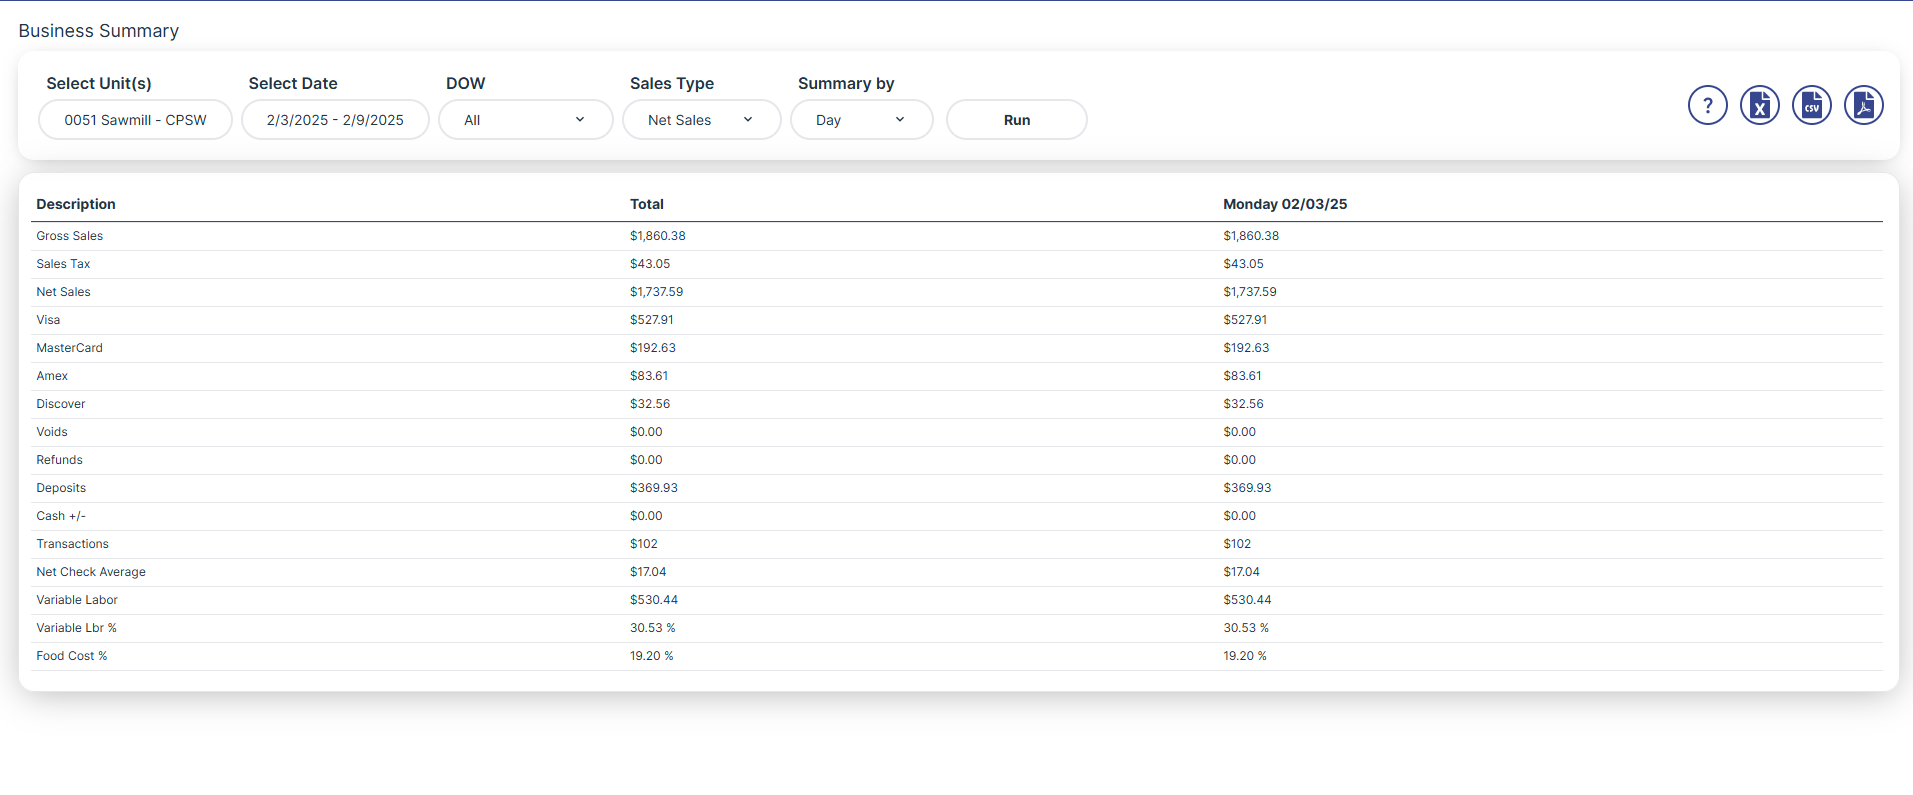 Business Summary
Select Unit(s) Select Date DOW Sales Type Summary by
0051 Sawmill - CPSW 2/3/2025 - 2/9/2025 All Net Sales Day Run ? X CSV
Description Total Monday 02/03/25
Gross Sales $1,860.38 $1,860.38
Sales Tax $43.05 $43.05
Net Sales $1,737.59 $1,737.59
Visa $527.91 $527.91
MasterCard $192.63 $192.63
Amex $83.61 $83.61
Discover $32.56 $32.56
Voids $0.00 $0.00
Refunds $0.00 $0.00
Deposits $369.93 $369.93
Cash +/- $0.00 $0.00
Transactions $102 $102
Net Check Average $17.04 $17.04
Variable Labor $530.44 $530.44
Variable Lbr % 30.53 % 30.53 %
Food Cost % 19.20 % 19.20 %